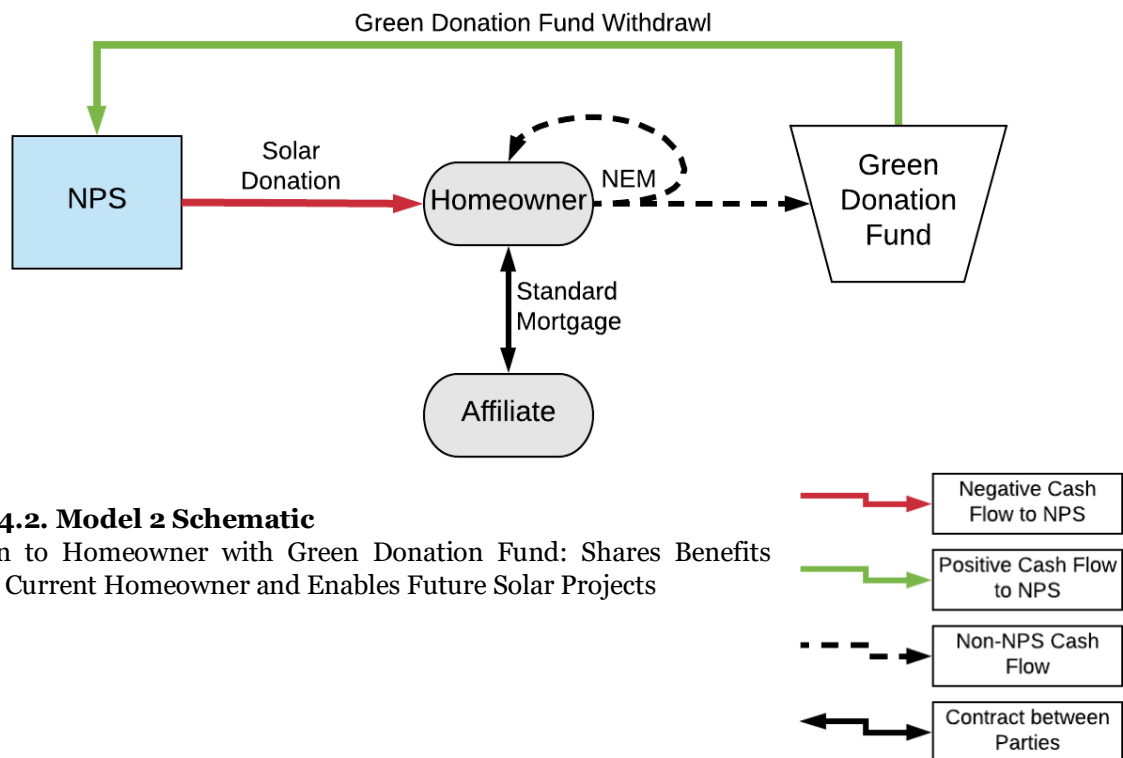 Green Donation Fund Withdrawl
NPS
Solar
Donation
Homeowner
NEM
Green
Donation
Fund
Standard
Mortgage
Affiliate
4.2. Model 2 Schematic
n to Homeowner with Green Donation Fund: Shares Benefits
Current Homeowner and Enables Future Solar Projects
Negative Cash
Flow to NPS
Positive Cash Flow
to NPS
Non-NPS Cash
Flow
Contract between
Parties